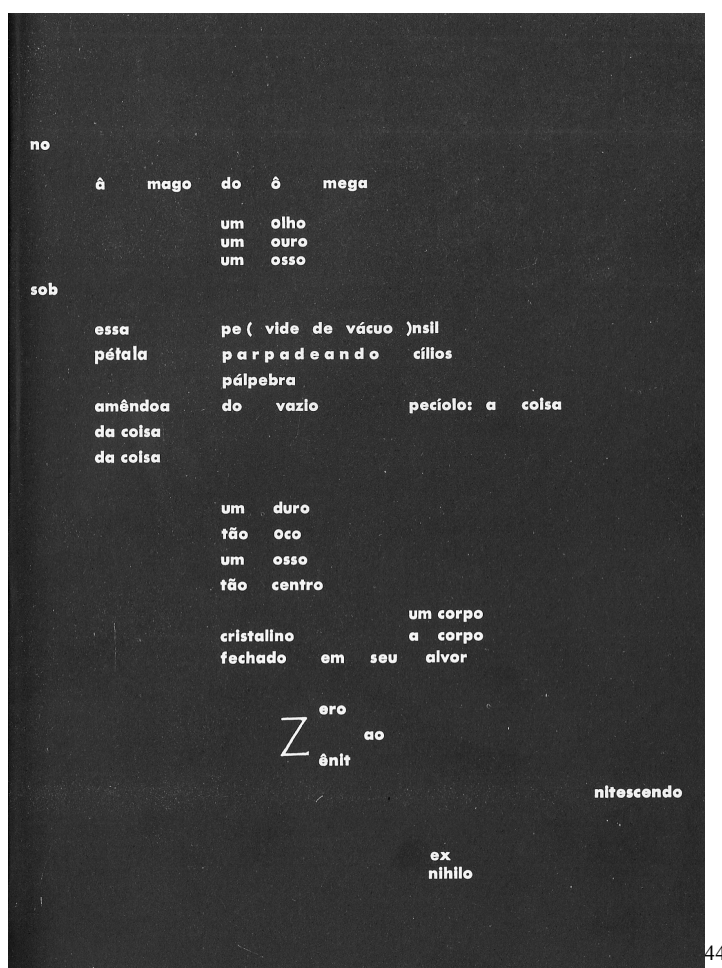 no
â mago do ô mega
um olho
um ouro
um osso
sob
essa pe ( vide de vácuo )nsil
pétala parpadeando cílios
pálpebra
amêndoa do vazio pecíolo: a coisa
da coisa
da coisa
um duro
tão oco
um osso
tão centro
um corpo
cristalino a corpo
fechado em seu alvor
Z ero
ao
ênit
nitescendo
ex
nihilo
44